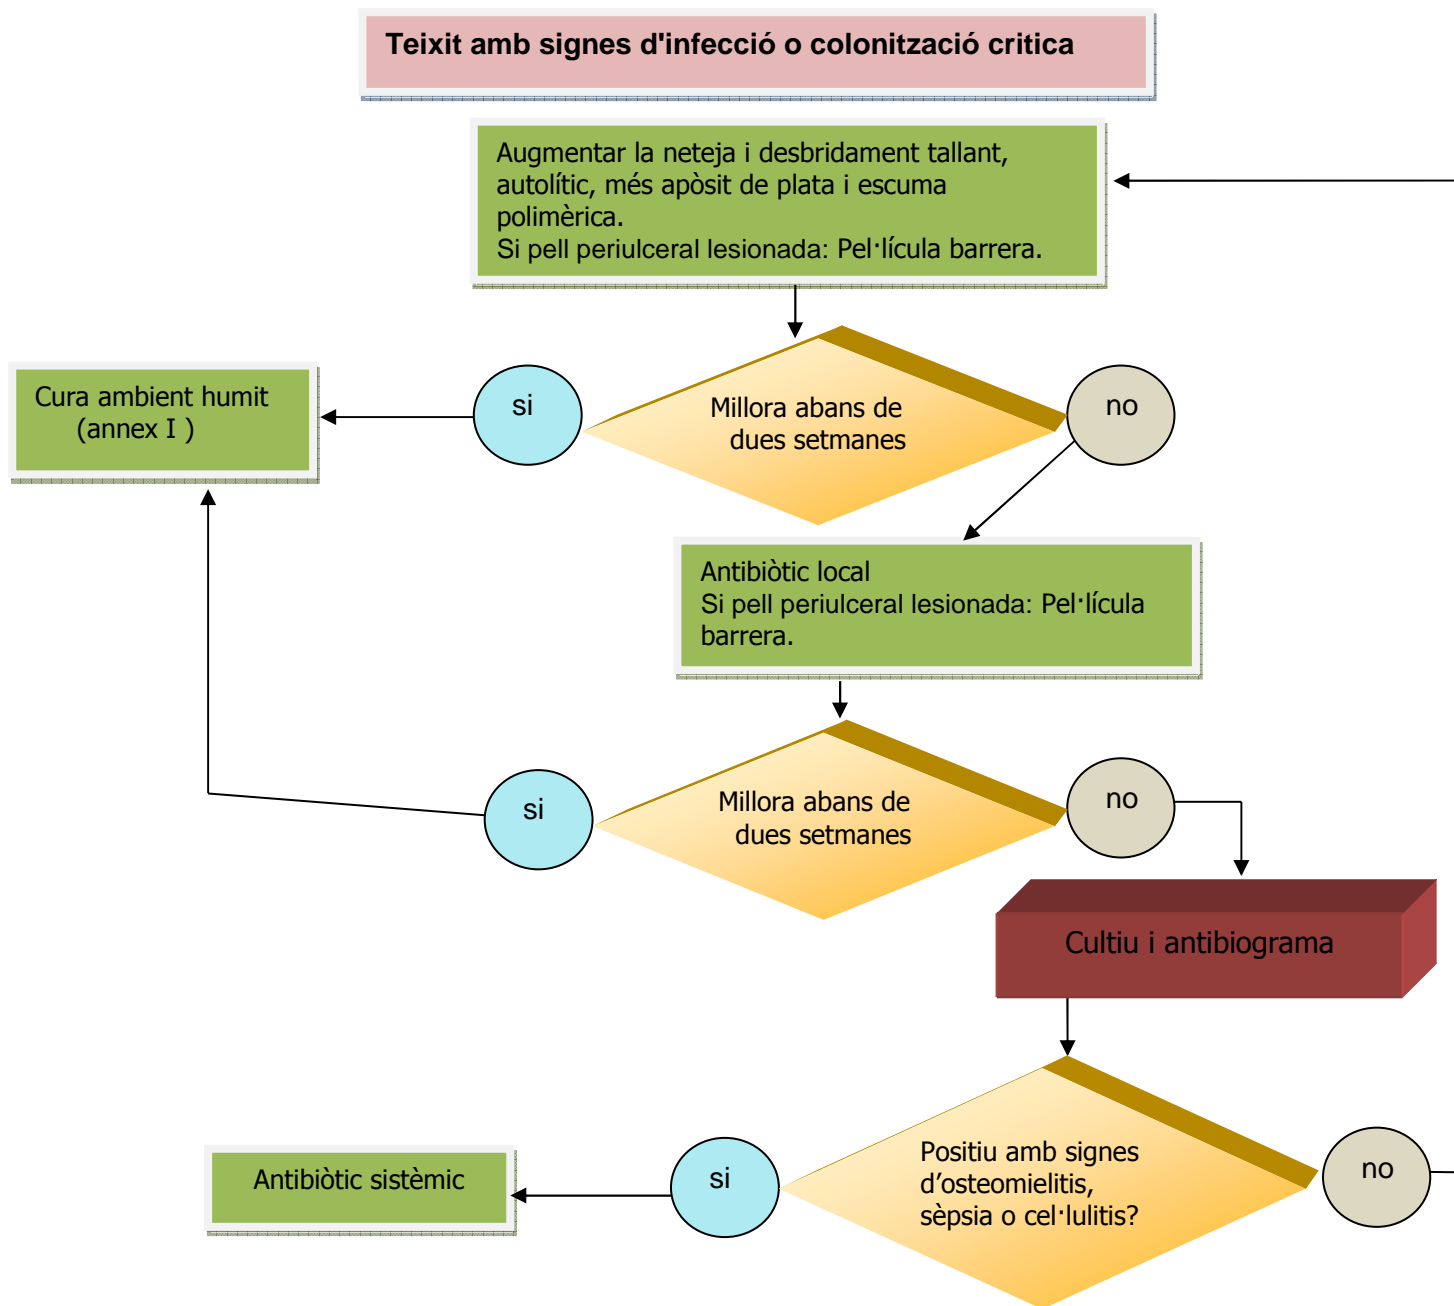 Teixit amb signes d'infecció o colonització critica
Augmentar la neteja i desbridament tallant,
autolític, més apòsit de plata i escuma
polimèrica.
Si pell periulceral lesionada: Pel·lícula barrera.
Cura ambient humit
(annex I )
si
Millora abans de
dues setmanes
no
Antibiòtic local
Si pell periulceral lesionada: Pel·lícula
barrera.
si
Millora abans de
dues setmanes
no
Cultiu i antibiograma
Antibiòtic sistèmic
si
Positiu amb signes
d’osteomielitis,
sèpsia o cel·lulitis?
no